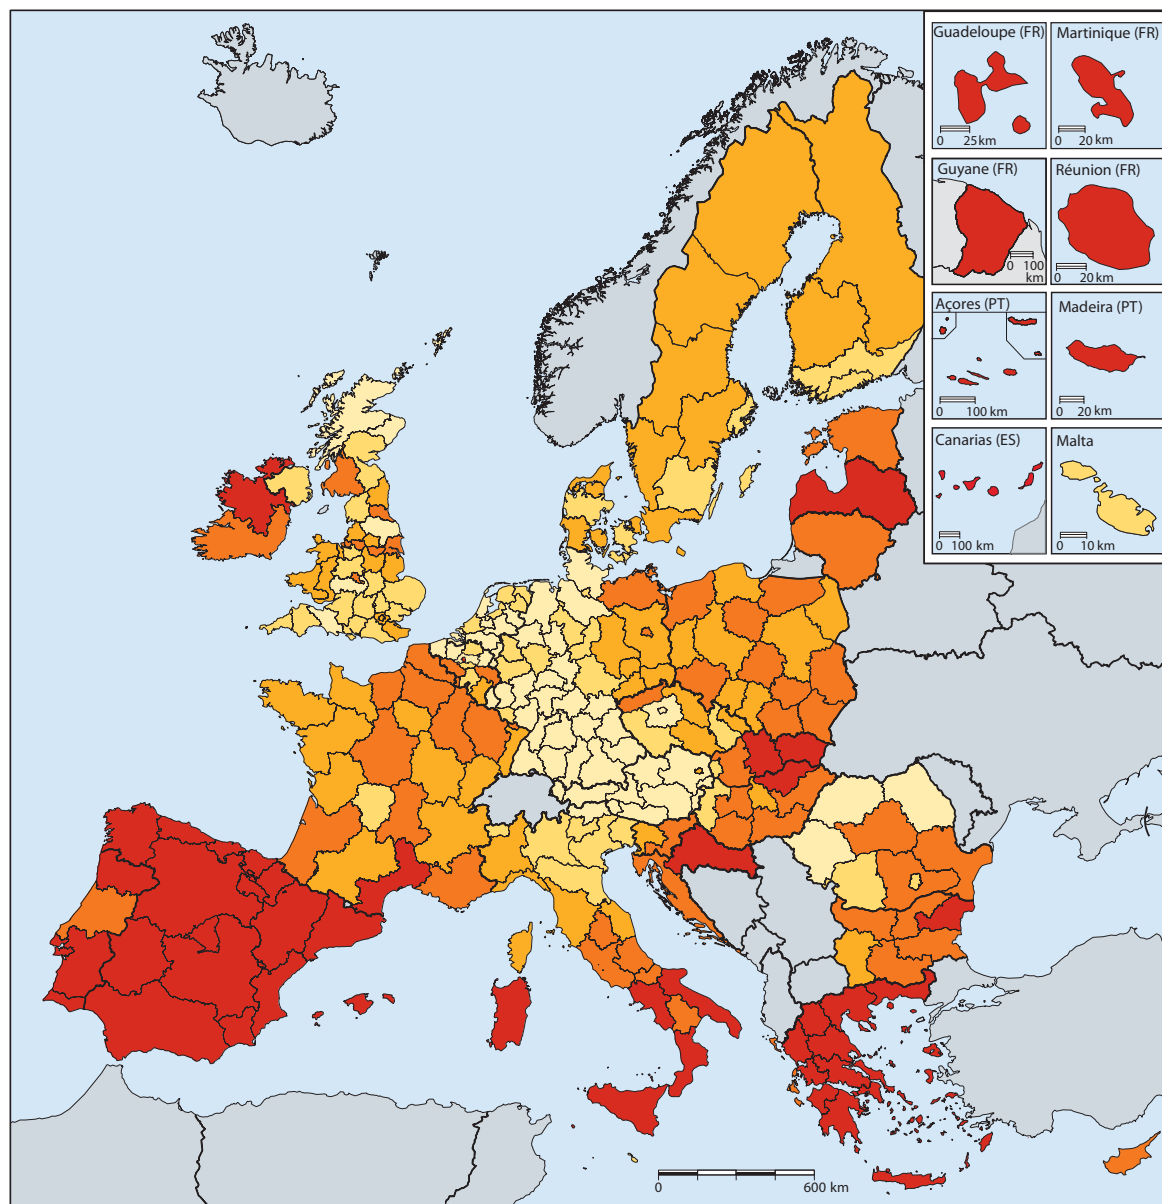 Guadeloupe (FR)
Martinique (FR)
0 25 km
0 20 km
Guyane (FR)
Réunion (FR)
0 100 km
0 20 km
Açores (PT)
Madeira (PT)
0 100 km
0 20 km
Canarias (ES)
Malta
0 100 km
0 10 km
0 600 km